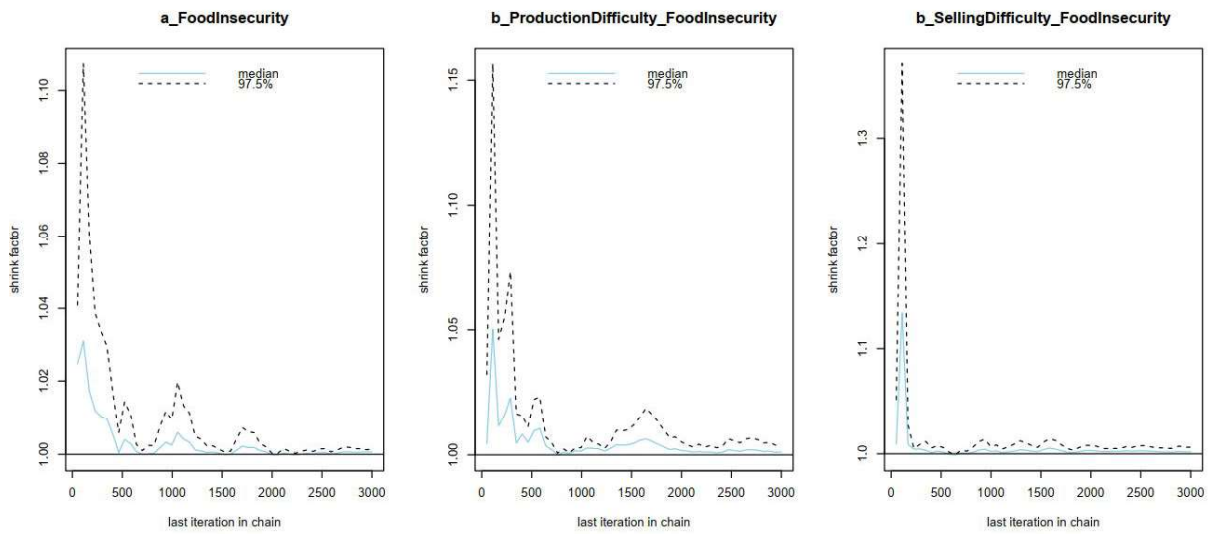 a_FoodInsecurity
median
97.5%
shrink factor
1.00 1.02 1.04 1.06 1.08 1.10
0 500 1000 1500 2000 2500 3000
last iteration in chain
b_ProductionDifficulty_FoodInsecurity
median
97.5%
shrink factor
1.00 1.05 1.10 1.15
0 500 1000 1500 2000 2500 3000
last iteration in chain
b_SellingDifficulty_FoodInsecurity
median
97.5%
shrink factor
1.0 1.1 1.2 1.3
0 500 1000 1500 2000 2500 3000
last iteration in chain